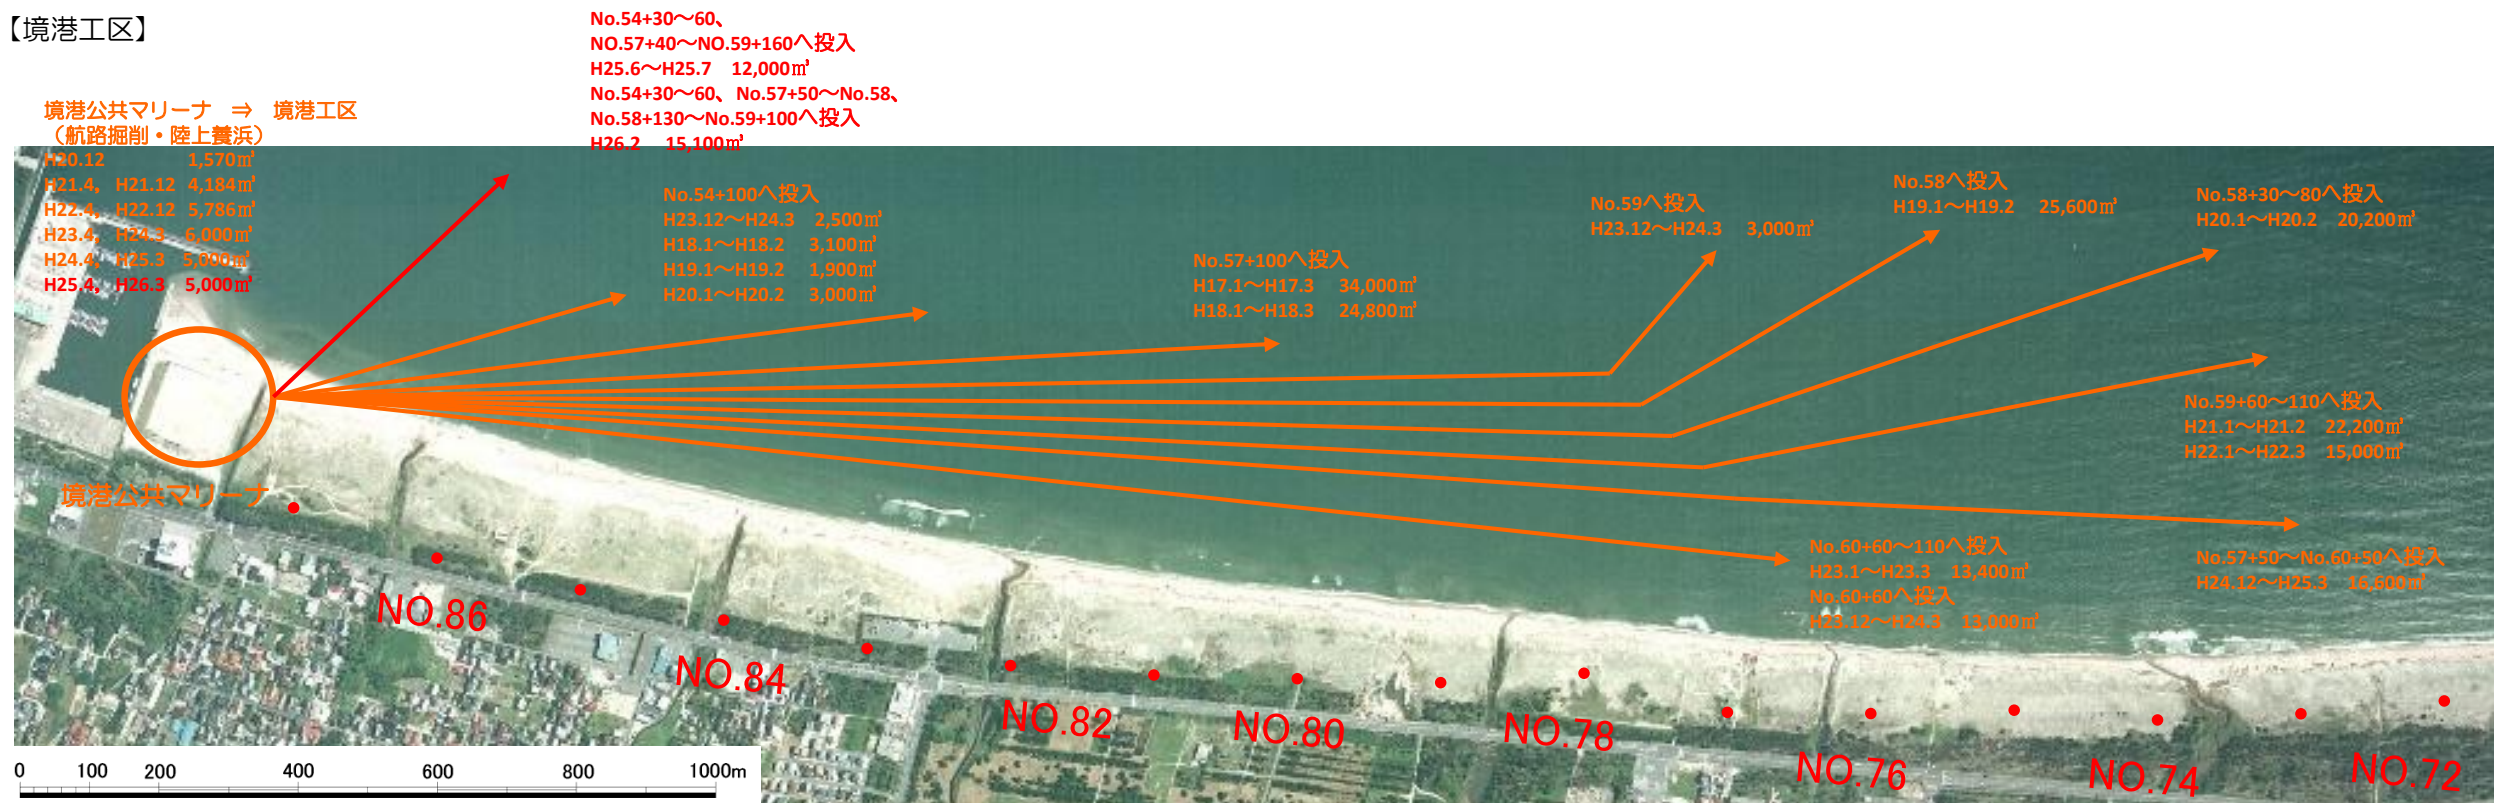 【境港工区】
No.54+30～60、
NO.57+40～NO.59+160へ投入
H25.6～H25.7　12,000㎥
No.54+30～60、No.57+50～No.58、
No.58+130～No.59+100へ投入
H26.2　15,100㎥
境港公共マリーナ　⇒　境港工区
（航路掘削・陸上養浜）
H20.12　1,570㎥
H21.4，H21.12　4,184㎥
H22.4，H22.12　5,786㎥
H23.4，H24.3　6,000㎥
H24.4，H25.3　5,000㎥
H25.4，H26.3　5,000㎥
No.54+100へ投入
H23.12～H24.3　2,500㎥
H18.1～H18.2　3,100㎥
H19.1～H19.2　1,900㎥
H20.1～H20.2　3,000㎥
No.57+100へ投入
H17.1～H17.3　34,000㎥
H18.1～H18.3　24,800㎥
No.59へ投入
H23.12～H24.3　3,000㎥
No.58へ投入
H19.1～H19.2　25,600㎥
No.58+30～80へ投入
H20.1～H20.2　20,200㎥
No.59+60～110へ投入
H21.1～H21.2　22,200㎥
H22.1～H22.3　15,000㎥
No.60+60～110へ投入
H23.1～H23.3　13,400㎥
No.60+60へ投入
H23.12～H24.3　13,000㎥
No.57+50～No.60+50へ投入
H24.12～H25.3　16,600㎥
境港公共マリーナ
NO.86
NO.84
NO.82
NO.80
NO.78
NO.76
NO.74
NO.72
0　100　200　400　600　800　1000m